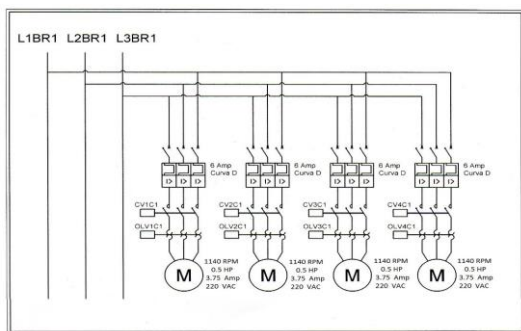 L1BR1 L2BR1 L3BR1
6 Amp
Curva D
I> I> I>
CV1C1
OLV1C1
M
1140 RPM
0.5 HP
3.75 Amp
220 VAC
6 Amp
Curva D
I> I> I>
CV2C1
OLV2C1
M
1140 RPM
0.5 HP
3.75 Amp
220 VAC
6 Amp
Curva D
I> I> I>
CV3C1
OLV3C1
M
1140 RPM
0.5 HP
3.75 Amp
220 VAC
6 Amp
Curva D
I> I> I>
CV4C1
OLV4C1
M
1140 RPM
0.5 HP
3.75 Amp
220 VAC